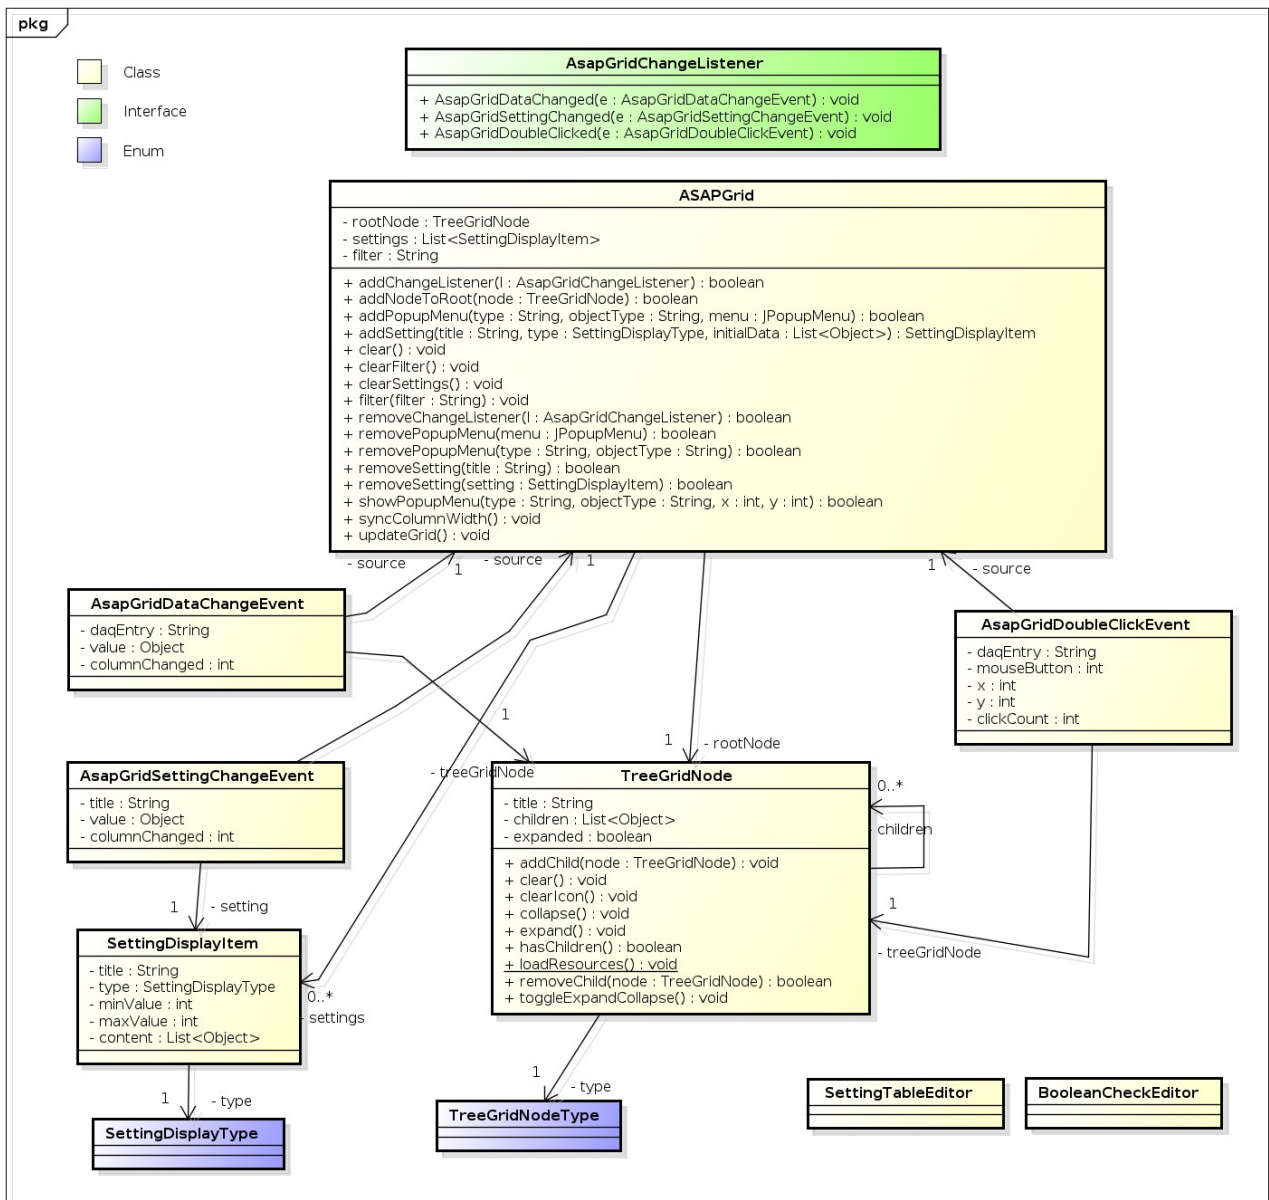 pkg
Class
Interface
Enum
AsapGridChangeListener
+ AsapGridDataChanged(e : AsapGridDataChangeEvent) : void
+ AsapGridSettingChanged(e : AsapGridSettingChangeEvent) : void
+ AsapGridDoubleClicked(e : AsapGridDoubleClickEvent) : void
ASAPGrid
- rootNode : TreeGridNode
- settings : List<SettingDisplayItem>
- filter : String
+ addChangeListener(l : AsapGridChangeListener) : boolean
+ addNodeToRoot(node : TreeGridNode) : boolean
+ addPopupMenu(type : String, objectType : String, menu : JPopupMenu) : boolean
+ addSetting(title : String, type : SettingDisplayType, initialData : List<Object>) : SettingDisplayItem
+ clear() : void
+ clearFilter() : void
+ clearSettings() : void
+ filter(filter : String) : void
+ removeChangeListener(l : AsapGridChangeListener) : boolean
+ removePopupMenu(menu : JPopupMenu) : boolean
+ removePopupMenu(type : String, objectType : String) : boolean
+ removeSetting(title : String) : boolean
+ removeSetting(setting : SettingDisplayItem) : boolean
+ showPopupMenu(type : String, objectType : String, x : int, y : int) : boolean
+ syncColumnWidth() : void
+ updateGrid() : void
- source
1
- source
1
1
- source
AsapGridDataChangeEvent
- daqEntry : String
- value : Object
- columnChanged : int
AsapGridDoubleClickEvent
- daqEntry : String
- mouseButton : int
- x : int
- y : int
- clickCount : int
1
- treeGridNode
1
- rootNode
AsapGridSettingChangeEvent
- title : String
- value : Object
- columnChanged : int
TreeGridNode
- title : String
- children : List<Object>
- expanded : boolean
+ addChild(node : TreeGridNode) : void
+ clear() : void
+ clearIcon() : void
+ collapse() : void
+ expand() : void
+ hasChildren() : boolean
+ loadResources() : void
+ removeChild(node : TreeGridNode) : boolean
+ toggleExpandCollapse() : void
0..*
- children
1
- treeGridNode
1
- setting
SettingDisplayItem
- title : String
- type : SettingDisplayType
- minValue : int
- maxValue : int
- content : List<Object>
0..*
- settings
1
- type
SettingDisplayType
1
- type
TreeGridNodeType
SettingTableEditor
BooleanCheckEditor